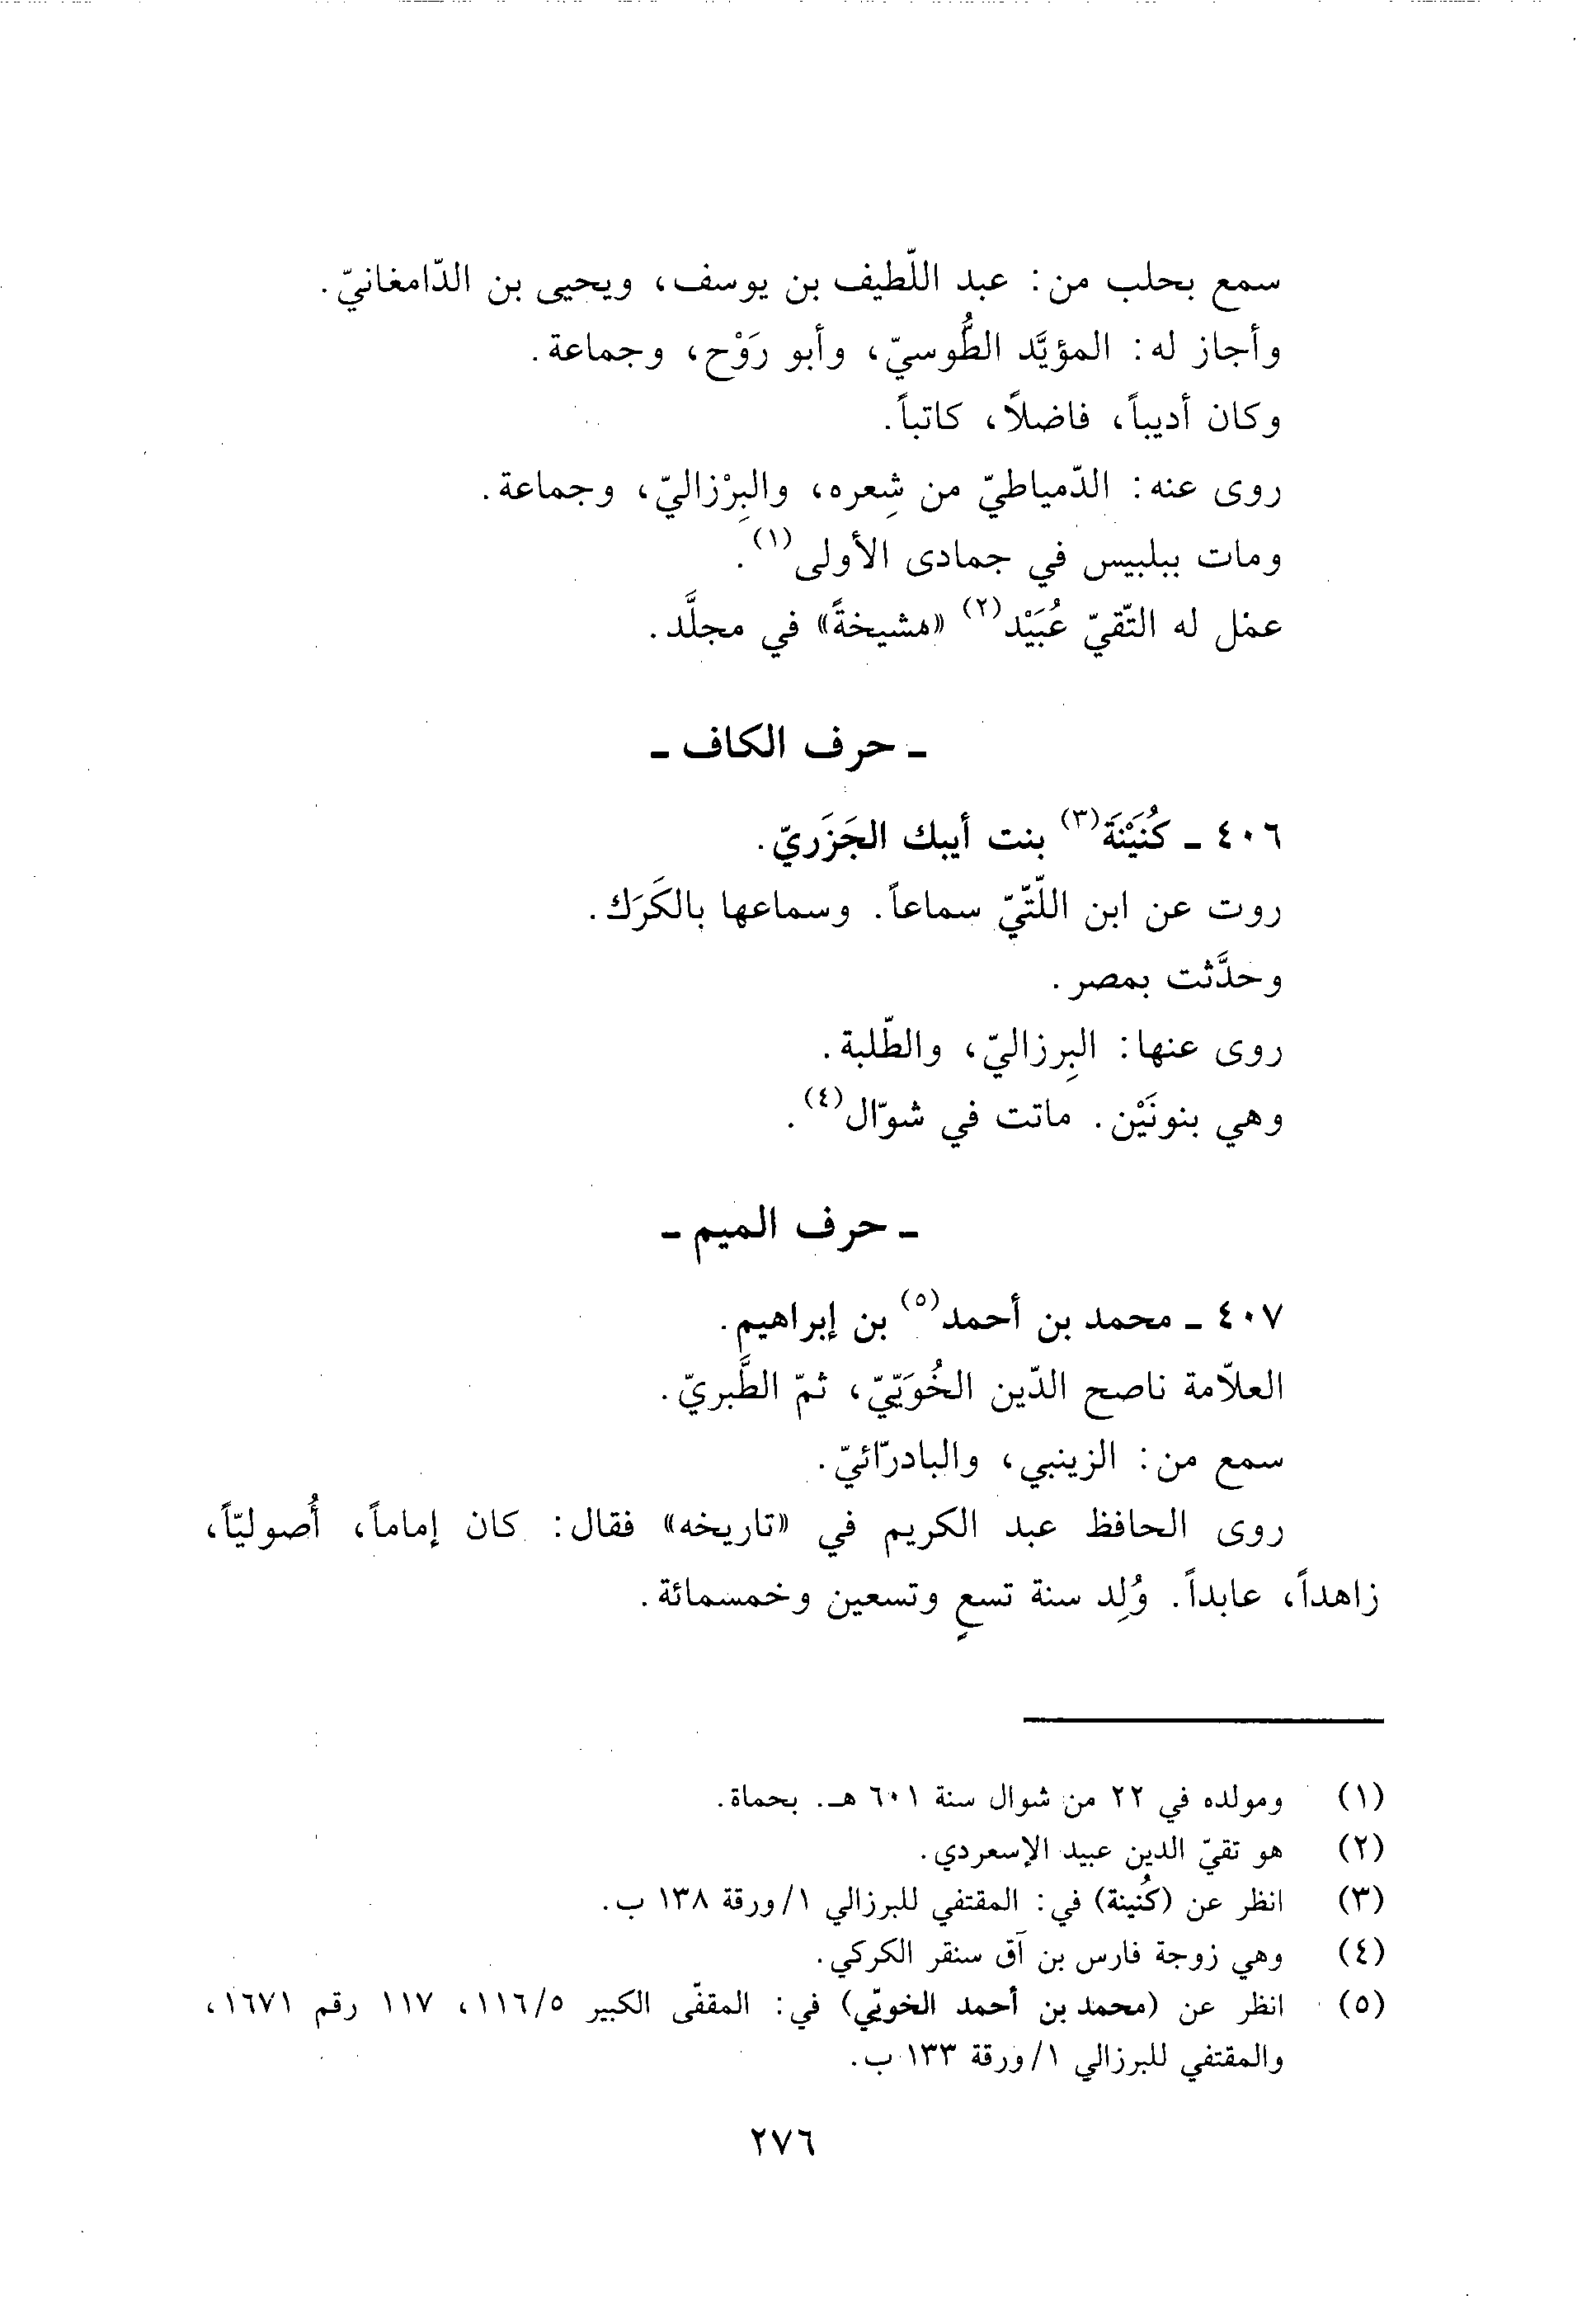 سمع بحلب من: عبد اللّطيف بن يوسف، ويحيى بن الدّامغانيّ.
وأجاز له: المؤيَّد الطُّوسيّ، وأبو رَوْح، وجماعة.
وكان أديباً، فاضلاً، كاتباً.
روى عنه: الدّمياطيّ من شِعره، والبِرْزاليّ، وجماعة.
ومات ببلبيس في جمادى الأولى(١).
عمل له التّقيّ عُبَيْد(٢) «مشيخةً» في مجلَّد.
ـ حرف الكاف ـ
٤٠٦ ـ كُنَيْنَة(٣) بنت أيبك الجَزَريّ.
روت عن ابن اللّتّيّ سماعاً. وسماعها بالكَرَك.
وحدَّثت بمصر.
روى عنها: البِرزاليّ، والطّلبة.
وهي بنونَيْن. ماتت في شوّال(٤).
ـ حرف الميم ـ
٤٠٧ ـ محمد بن أحمد(٥) بن إبراهيم.
العلاّمة ناصح الدّين الخُوَيّيّ، ثمّ الطَّبريّ.
سمع من: الزينبي، والبادرّائيّ.
روى الحافظ عبد الكريم في «تاريخه» فقال: كان إماماً، أُصوليّاً،
زاهداً، عابداً. وُلِد سنة تسعٍ وتسعين وخمسمائة.
(١) ومولده في ٢٢ من شوال سنة ٦٠١ هـ. بحماة.
(٢) هو تقيّ الدين عبيد الإسعردي.
(٣) انظر عن (كُنينة) في: المقتفي للبرزالي ١/ورقة ١٣٨ ب.
(٤) وهي زوجة فارس بن آق سنقر الكركي.
(٥) انظر عن (محمد بن أحمد الخويّي) في: المقفّى الكبير ١١٦/٥، ١١٧ رقم ١٦٧١،
والمقتفي للبرزالي ١/ورقة ١٣٣ ب.
٢٧٦